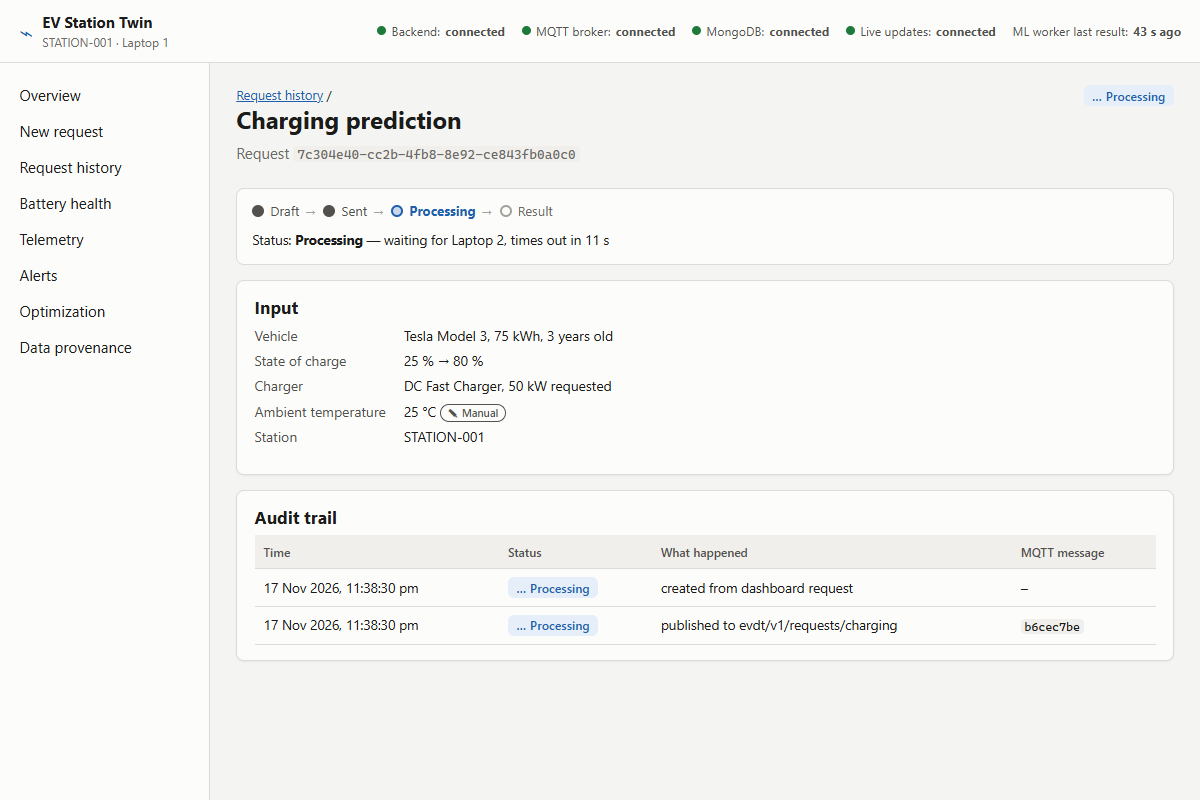 EV Station Twin
STATION-001 · Laptop 1
Backend: connected
MQTT broker: connected
MongoDB: connected
Live updates: connected
ML worker last result: 43 s ago
Overview
New request
Request history
Battery health
Telemetry
Alerts
Optimization
Data provenance
Request history /
... Processing
Charging prediction
Request 7c304e40-cc2b-4fb8-8e92-ce843fb0a0c0
Draft → Sent → Processing → Result
Status: Processing — waiting for Laptop 2, times out in 11 s
Input
Vehicle Tesla Model 3, 75 kWh, 3 years old
State of charge 25 % → 80 %
Charger DC Fast Charger, 50 kW requested
Ambient temperature 25 °C Manual
Station STATION-001
Audit trail
Time Status What happened MQTT message
17 Nov 2026, 11:38:30 pm ... Processing created from dashboard request –
17 Nov 2026, 11:38:30 pm ... Processing published to evdt/v1/requests/charging b6cec7be